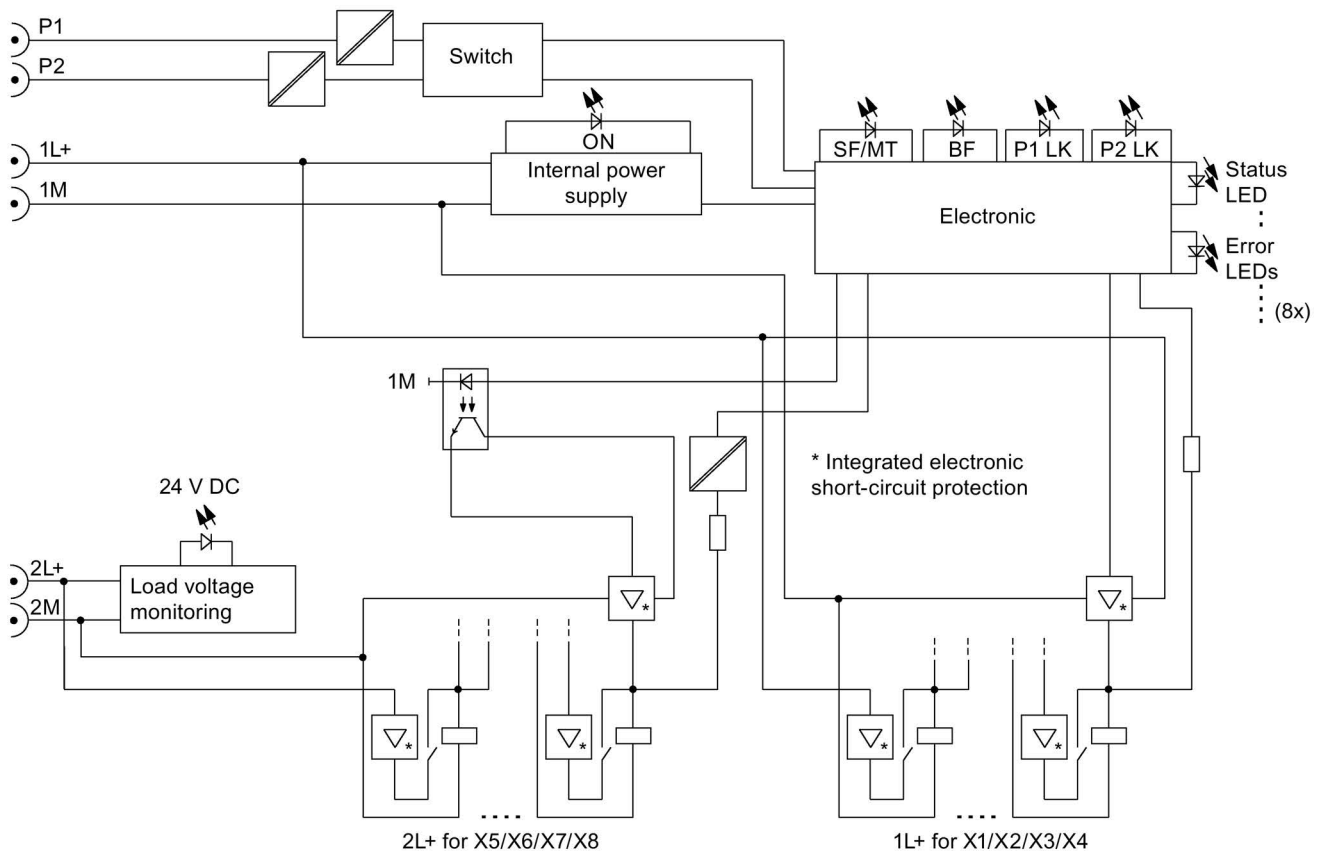 P1
P2
Switch
1L+
1M
ON
Internal power
supply
SF/MT
BF
P1 LK
P2 LK
Electronic
Status
LED
Error
LEDs
(8x)
1M
* Integrated electronic
short-circuit protection
24 V DC
2L+
2M
Load voltage
monitoring
*
*
*
*
*
*
2L+ for X5/X6/X7/X8
1L+ for X1/X2/X3/X4